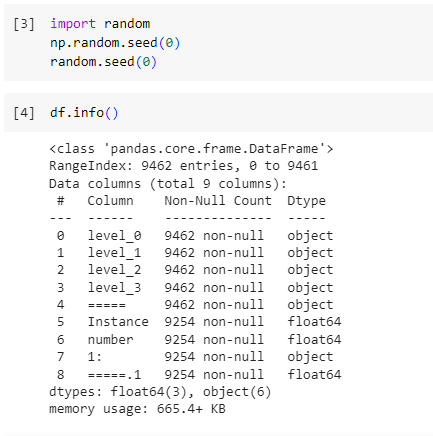 [3] import random
np.random.seed(0)
random.seed(0)
[4] df.info()
<class 'pandas.core.frame.DataFrame'>
RangeIndex: 9462 entries, 0 to 9461
Data columns (total 9 columns):
 #   Column    Non-Null Count  Dtype
---  ------    --------------  -----
 0   level_0   9462 non-null   object
 1   level_1   9462 non-null   object
 2   level_2   9462 non-null   object
 3   level_3   9462 non-null   object
 4   =====     9462 non-null   object
 5   Instance  9254 non-null   float64
 6   number    9254 non-null   float64
 7   1:        9254 non-null   object
 8   =====.1   9254 non-null   float64
dtypes: float64(3), object(6)
memory usage: 665.4+ KB